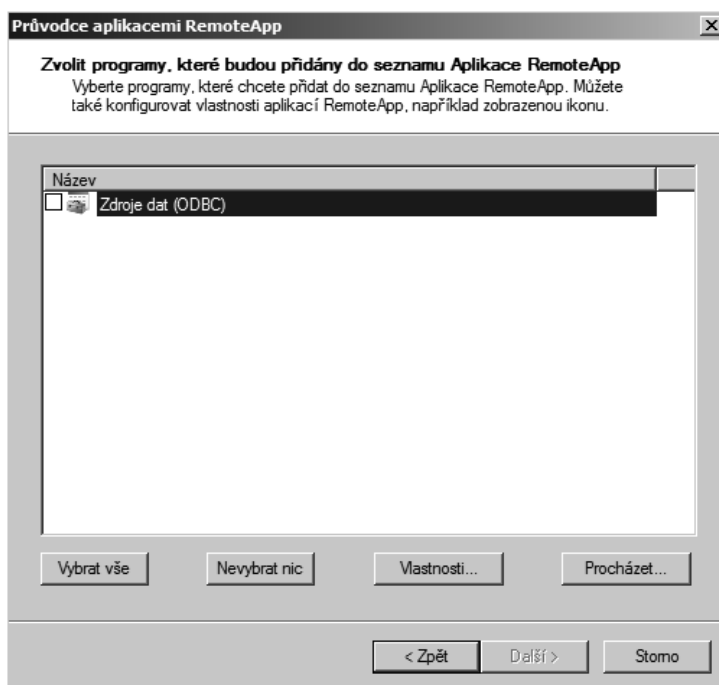 Průvodce aplikacemi RemoteApp
Zvolit programy, které budou přidány do seznamu Aplikace RemoteApp
Vyberte programy, které chcete přidat do seznamu Aplikace RemoteApp. Můžete
také konfigurovat vlastnosti aplikací RemoteApp, například zobrazenou ikonu.
Název
Zdroje dat (ODBC)
Vybrat vše Nevybrat nic Vlastnosti... Procházet...
< Zpět Další > Storno